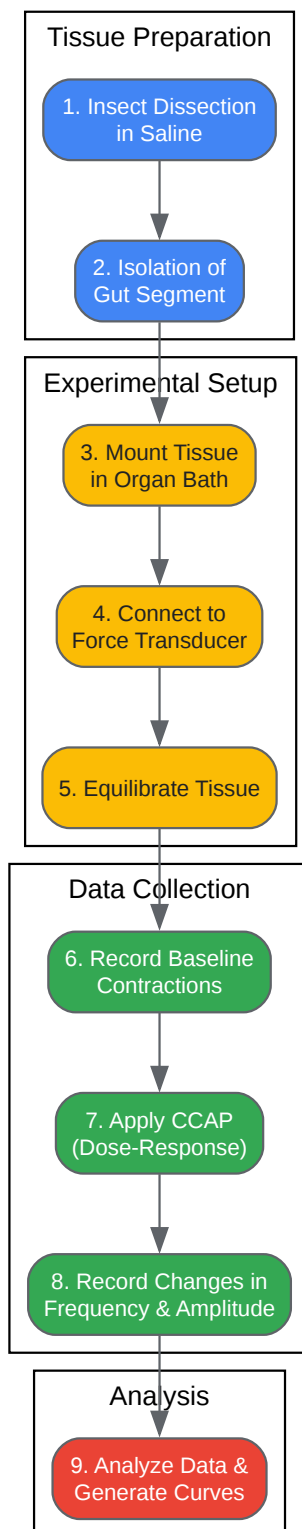 Tissue Preparation
1. Insect Dissection
in Saline
2. Isolation of
Gut Segment
Experimental Setup
3. Mount Tissue
in Organ Bath
4. Connect to
Force Transducer
5. Equilibrate Tissue
Data Collection
6. Record Baseline
Contractions
7. Apply CCAP
(Dose-Response)
8. Record Changes in
Frequency & Amplitude
Analysis
9. Analyze Data &
Generate Curves